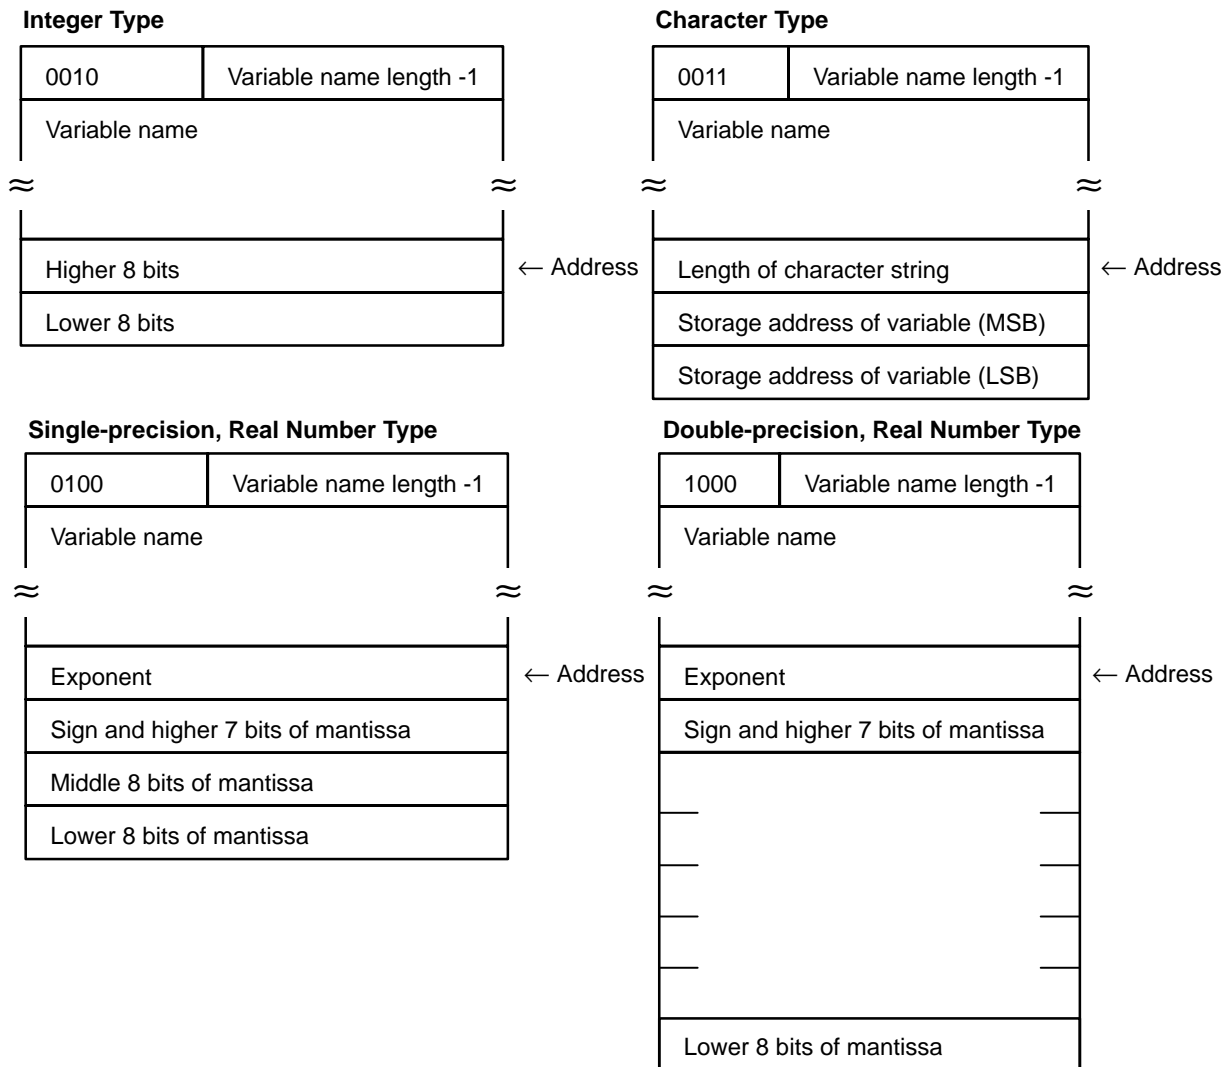 Integer Type
0010 Variable name length -1
Variable name
≈ ≈
Higher 8 bits ← Address
Lower 8 bits
Character Type
0011 Variable name length -1
Variable name
≈ ≈
Length of character string ← Address
Storage address of variable (MSB)
Storage address of variable (LSB)
Single-precision, Real Number Type
0100 Variable name length -1
Variable name
≈ ≈
Exponent ← Address
Sign and higher 7 bits of mantissa
Middle 8 bits of mantissa
Lower 8 bits of mantissa
Double-precision, Real Number Type
1000 Variable name length -1
Variable name
≈ ≈
Exponent ← Address
Sign and higher 7 bits of mantissa
Lower 8 bits of mantissa